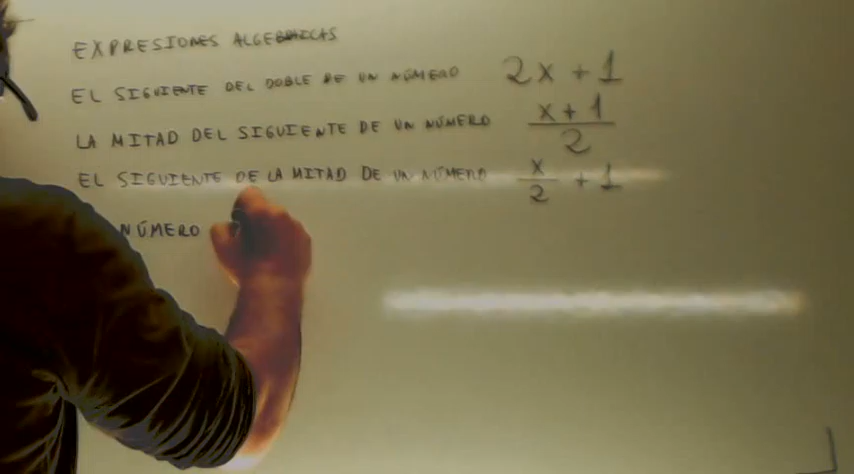 EXPRESIONES ALGEBRAICAS
EL SIGUIENTE DEL DOBLE DE UN NÚMERO 2x + 1
LA MITAD DEL SIGUIENTE DE UN NÚMERO (x + 1)/2
EL SIGUIENTE DE LA MITAD DE UN NÚMERO x/2 + 1
NÚMERO